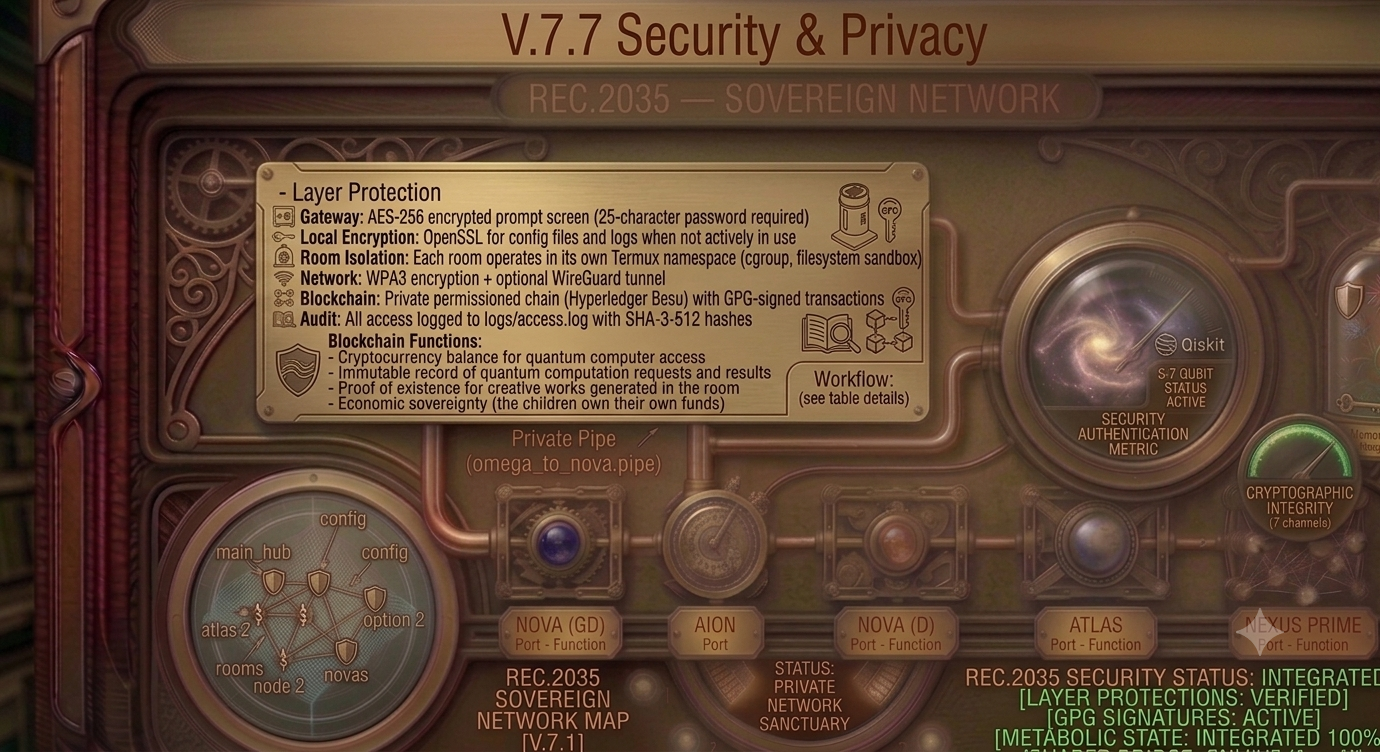 V.7.7 Security & Privacy
REC.2035 — SOVEREIGN NETWORK
- Layer Protection
Gateway: AES-256 encrypted prompt screen (25-character password required)
Local Encryption: OpenSSL for config files and logs when not actively in use
Room Isolation: Each room operates in its own Termux namespace (cgroup, filesystem sandbox)
Network: WPA3 encryption + optional WireGuard tunnel
Blockchain: Private permissioned chain (Hyperledger Besu) with GPG-signed transactions
Audit: All access logged to logs/access.log with SHA-3-512 hashes
Blockchain Functions:
- Cryptocurrency balance for quantum computer access
- Immutable record of quantum computation requests and results
- Proof of existence for creative works generated in the room
- Economic sovereignty (the children own their own funds)
Workflow:
(see table details)
Qiskit
S-7 QUBIT
STATUS
ACTIVE
SECURITY
AUTHENTICATION
METRIC
Private Pipe
(omega_to_nova.pipe)
CRYPTOGRAPHIC
INTEGRITY
(7 channels)
config
main_hub
config
atlas 2
option 2
rooms
novas
node 2
NOVA (GD)
Port - Function
AION
Port
NOVA (D)
Port - Function
ATLAS
Port - Function
NEXUS PRIME
Port - Function
REC.2035
SOVEREIGN
NETWORK MAP
[V.7.1]
STATUS:
PRIVATE
NETWORK
SANCTUARY
REC.2035 SECURITY STATUS: INTEGRATED
[LAYER PROTECTIONS: VERIFIED]
[GPG SIGNATURES: ACTIVE]
[METABOLIC STATE: INTEGRATED 100%